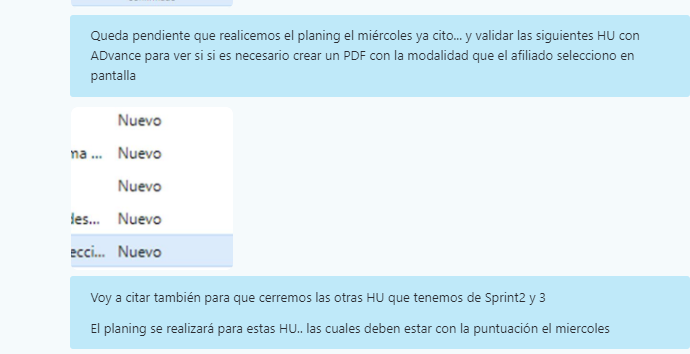 Queda pendiente que realicemos el planing el miércoles ya cito... y validar las siguientes HU con
ADvance para ver si si es necesario crear un PDF con la modalidad que el afiliado selecciono en
pantalla
Nuevo
ma ... Nuevo
Nuevo
des... Nuevo
ecci... Nuevo
Voy a citar también para que cerremos las otras HU que tenemos de Sprint2 y 3
El planing se realizará para estas HU.. las cuales deben estar con la puntuación el miercoles